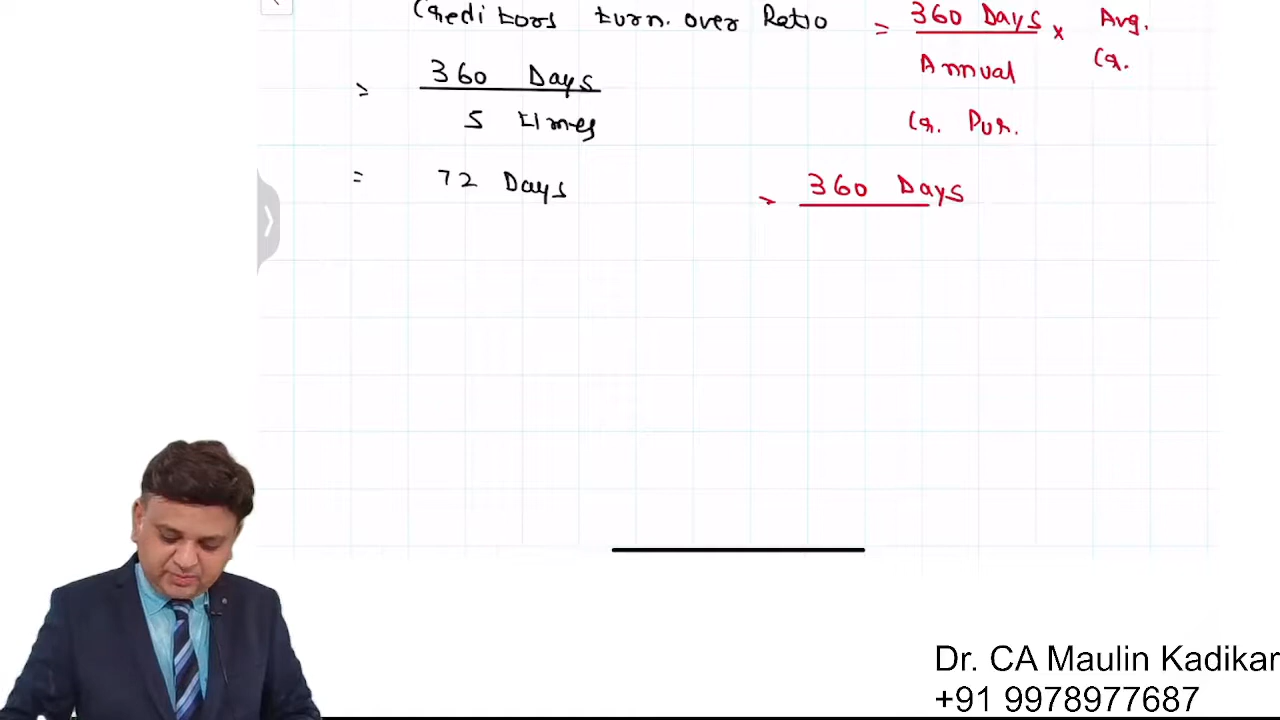 Creditors turn. over Ratio = 360 Days × Avg. Cr.
Annual Cr. Pur.
= 360 Days
5 times
= 72 Days
= 360 Days
Dr. CA Maulin Kadikar
+91 9978977687